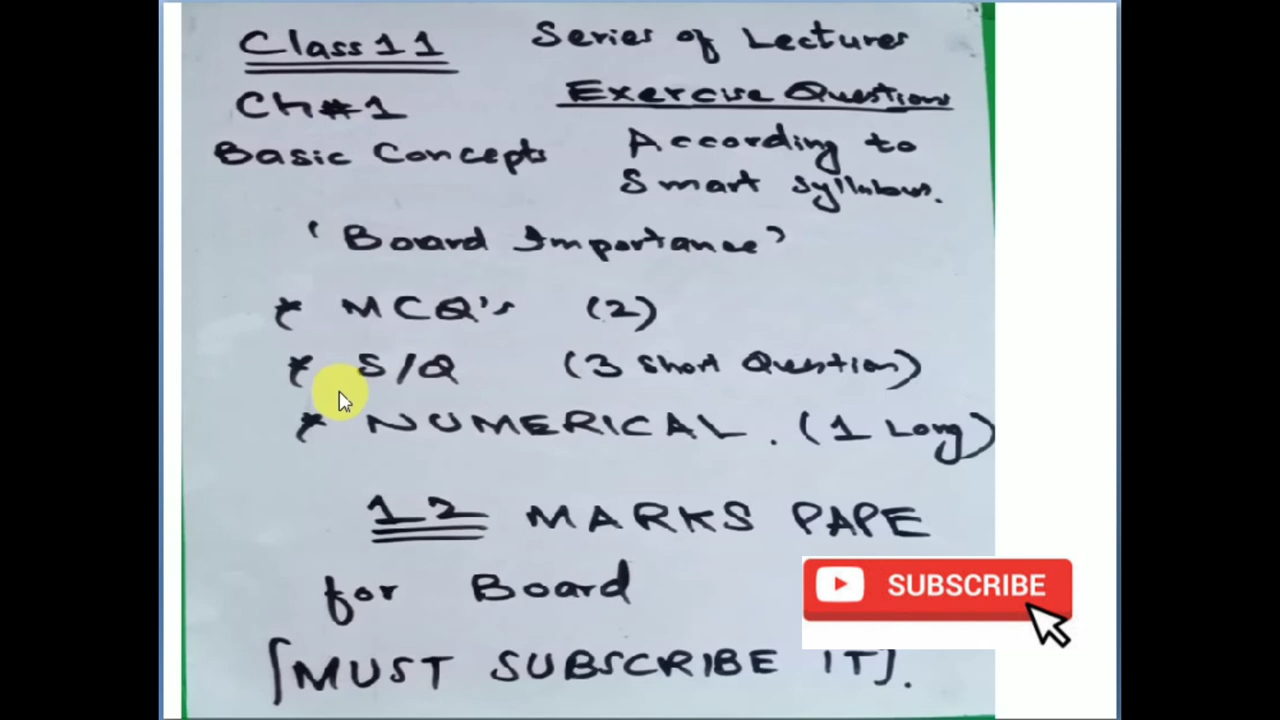 Class 11 Series of Lectures
Ch#1 Exercise Questions
Basic Concepts According to
Smart Syllabus.
‘Board Importance’
* MCQ's (2)
* S/Q (3 Short Question)
* NUMERICAL. (1 Long)
12 MARKS PAPE
for Board
SUBSCRIBE
[MUST SUBSCRIBE IT].